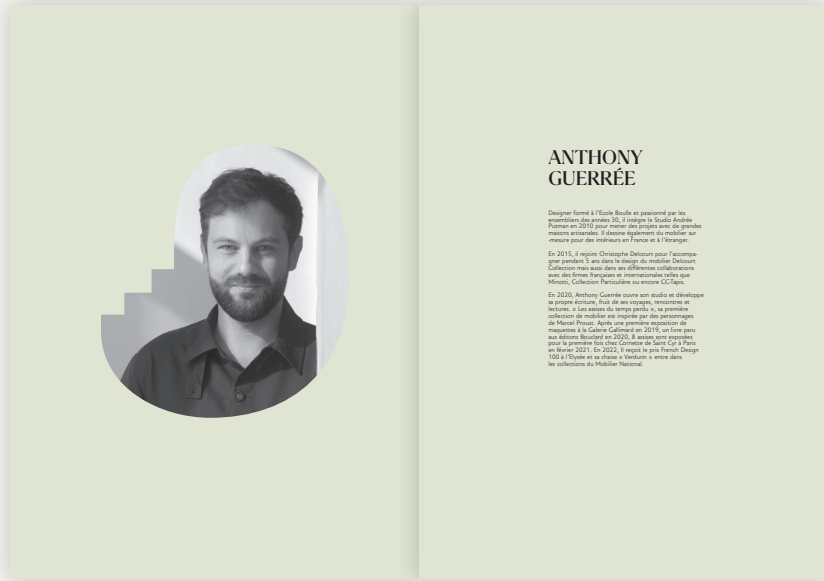 ANTHONY
GUERRÉE
Designer formé à l'Ecole Boulle et passionné par les
ensembliers des années 30, il intègre le Studio Andrée
Putman en 2010 pour mener des projets avec de grandes
maisons artisanales. Il dessine également du mobilier sur
-mesure pour des intérieurs en France et à l'étranger.
En 2015, il rejoint Christophe Delcourt pour l'accompa-
gner pendant 5 ans dans le design du mobilier Delcourt
Collection mais aussi dans ses différentes collaborations
avec des firmes françaises et internationales telles que
Minotti, Collection Particulière ou encore CC-Tapis.
En 2020, Anthony Guerrée ouvre son studio et développe
sa propre écriture, fruit de ses voyages, rencontres et
lectures. « Les assises du temps perdu », sa première
collection de mobilier est inspirée par des personnages
de Marcel Proust. Après une première exposition de
maquettes à la Galerie Gallimard en 2019, un livre paru
aux éditons Bouclard en 2020, 8 assises sont exposées
pour la première fois chez Cornette de Saint Cyr à Paris
en février 2021. En 2022, Il reçoit le prix French Design
100 à l'Elysée et sa chaise « Verdurin » entre dans
les collections du Mobilier National.